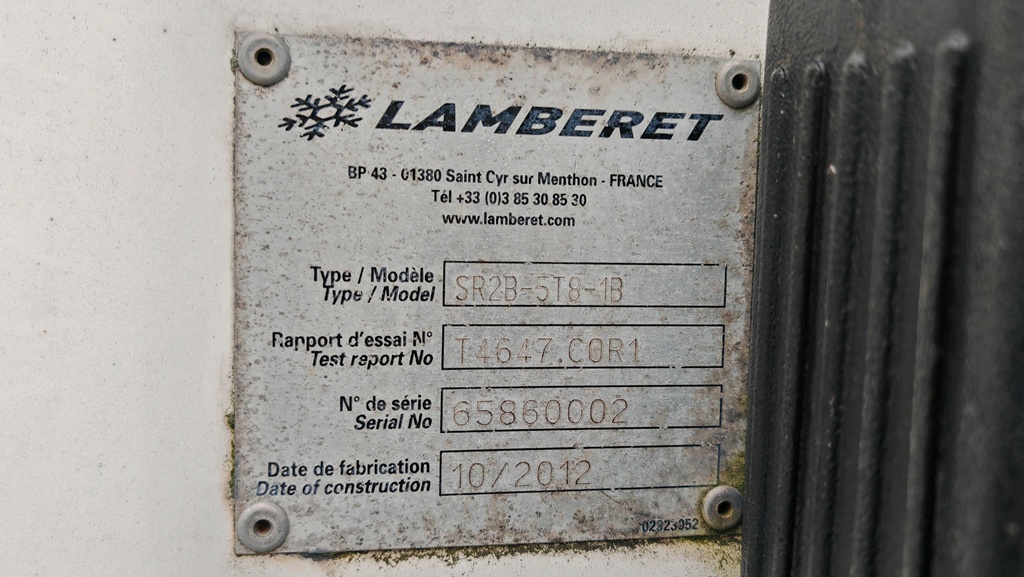 LAMBERET
BP 43 - 01380 Saint Cyr sur Menthon - FRANCE
Tél +33 (0)3 85 30 85 30
www.lamberet.com
Type / Modèle
Type / Model
SR2B-5T8-1B
Rapport d'essai N°
Test report No
T4647.COR1
N° de série
Serial No
65860002
Date de fabrication
Date of construction
10/2012
02823952